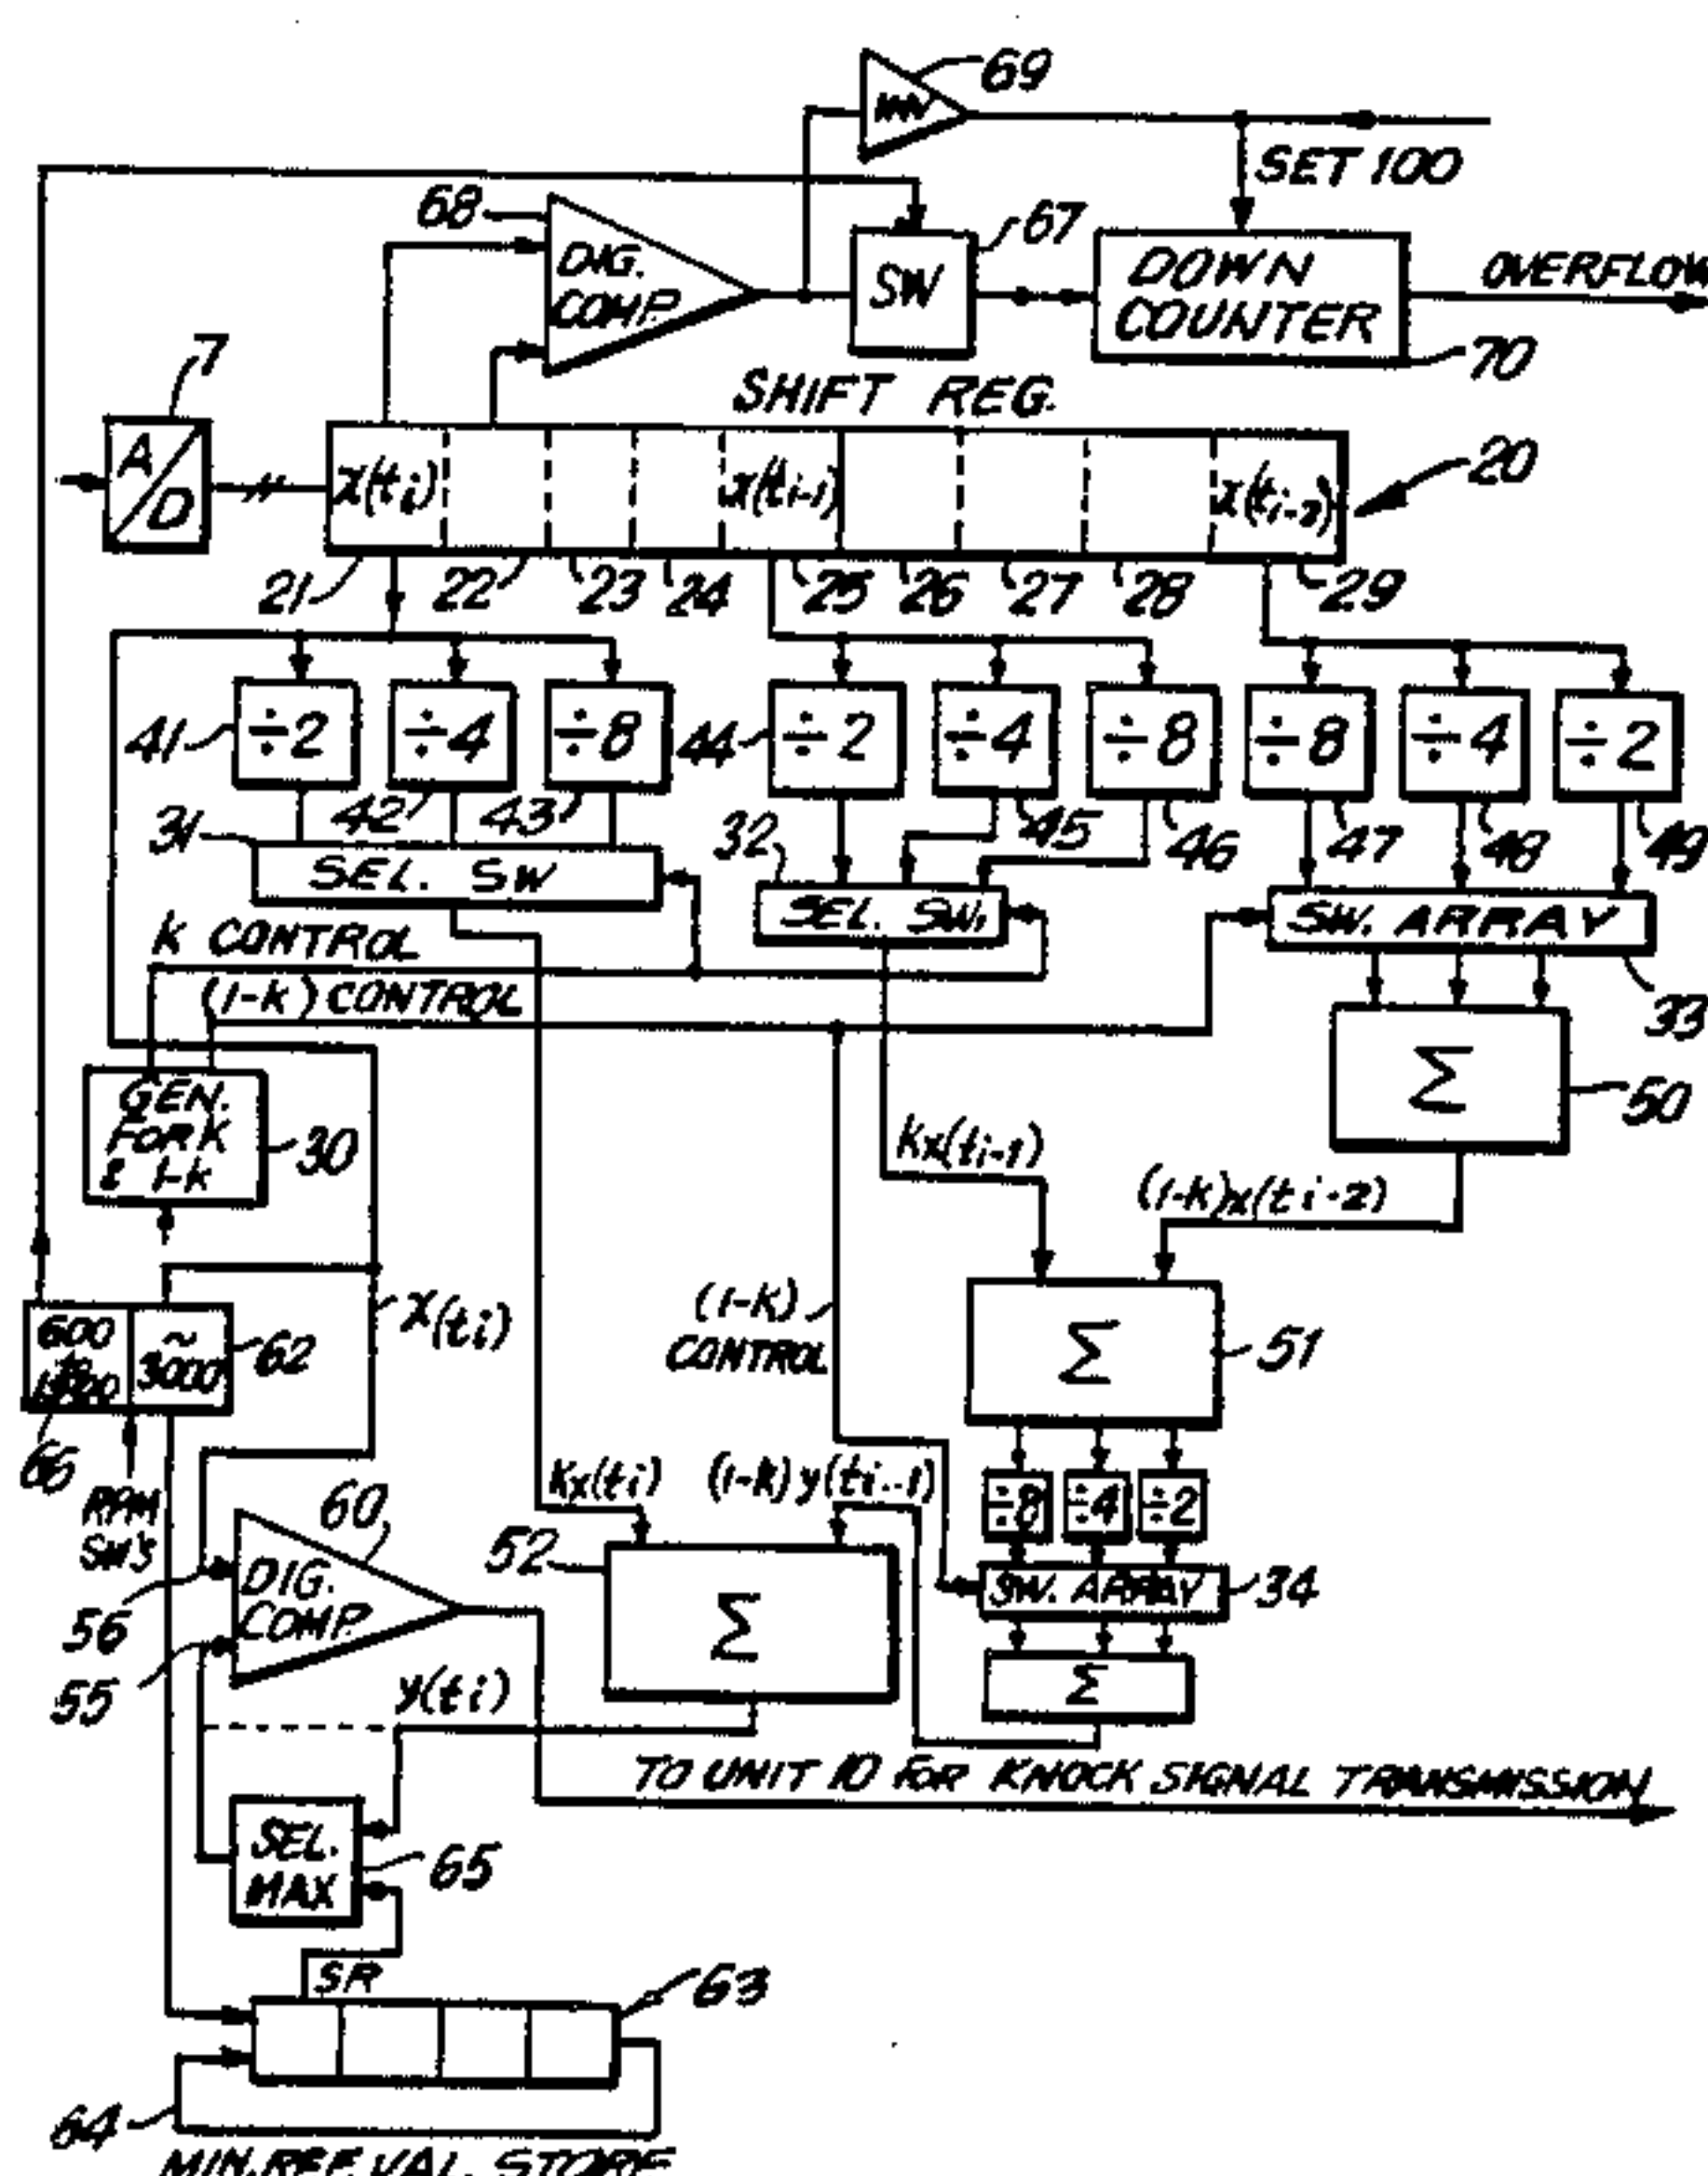 69
INV
SET 100
68
67
DIG.
COMP.
SW
DOWN
COUNTER
OVERFLOW
70
7
SHIFT REG.
A/D
x(ti)
x(ti-1)
x(ti-2)
20
21
22
23
24
25
26
27
28
29
÷2
÷4
÷8
÷2
÷4
÷8
÷8
÷4
÷2
41
42
43
44
45
46
47
48
49
31
SEL. SW
32
SEL. SW.
SW. ARRAY
33
K CONTROL
(1-K) CONTROL
GEN.
FOR K
& 1-K
30
Σ
50
Kx(ti-1)
(1-K)x(ti-2)
600
to
~
3000
62
x(ti)
(1-K)
CONTROL
Σ
51
66
RPM
SW'S
60
Kx(ti)
(1-K)y(ti-1)
÷8
÷4
÷2
52
DIG.
COMP.
56
55
Σ
SW. ARRAY
34
Σ
y(ti)
TO UNIT 10 FOR KNOCK SIGNAL TRANSMISSION
SEL.
MAX
65
SR
63
64
MIN. REF. VAL. STORE